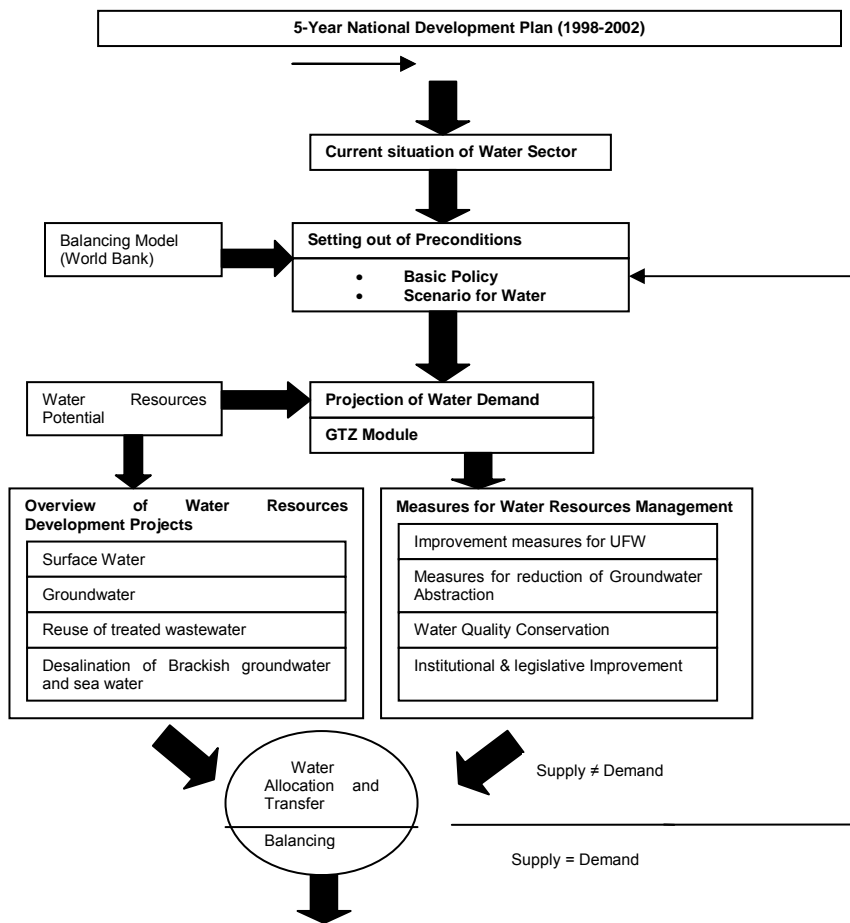 5-Year National Development Plan (1998-2002)
Current situation of Water Sector
Balancing Model
(World Bank)
Setting out of Preconditions
• Basic Policy
• Scenario for Water
Water Resources
Potential
Projection of Water Demand
GTZ Module
Overview of Water Resources
Development Projects
Surface Water
Groundwater
Reuse of treated wastewater
Desalination of Brackish groundwater
and sea water
Measures for Water Resources Management
Improvement measures for UFW
Measures for reduction of Groundwater
Abstraction
Water Quality Conservation
Institutional & legislative Improvement
Water
Allocation and
Transfer
Balancing
Supply ≠ Demand
Supply = Demand